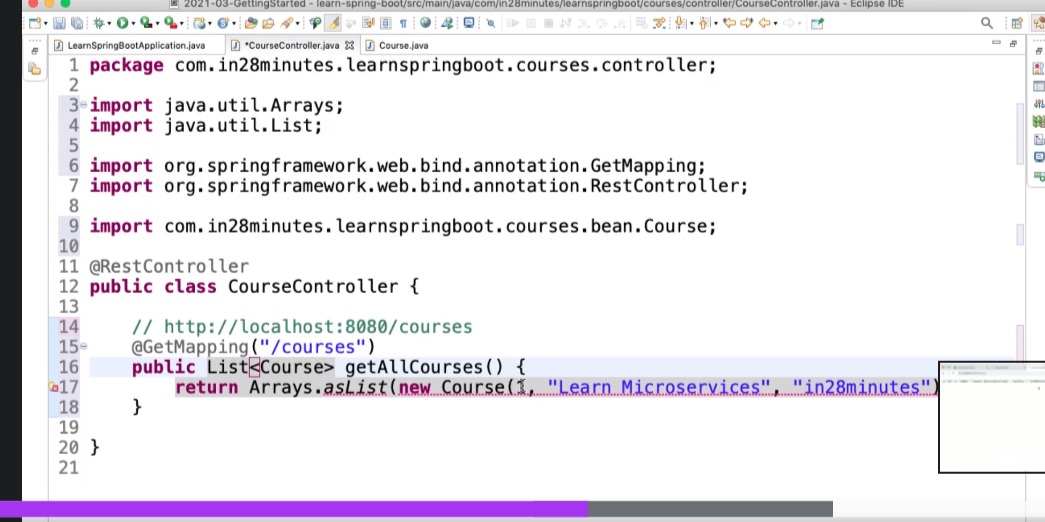 2021-03-GettingStarted - learn-spring-boot/src/main/java/com/in28minutes/learnspringboot/courses/controller/CourseController.java - Eclipse IDE
LearnSpringBootApplication.java *CourseController.java Course.java
1 package com.in28minutes.learnspringboot.courses.controller;
2
3 import java.util.Arrays;
4 import java.util.List;
5
6 import org.springframework.web.bind.annotation.GetMapping;
7 import org.springframework.web.bind.annotation.RestController;
8
9 import com.in28minutes.learnspringboot.courses.bean.Course;
10
11 @RestController
12 public class CourseController {
13
14 // http://localhost:8080/courses
15 @GetMapping("/courses")
16 public List<Course> getAllCourses() {
17 return Arrays.asList(new Course(1, "Learn Microservices", "in28minutes")
18 }
19
20 }
21